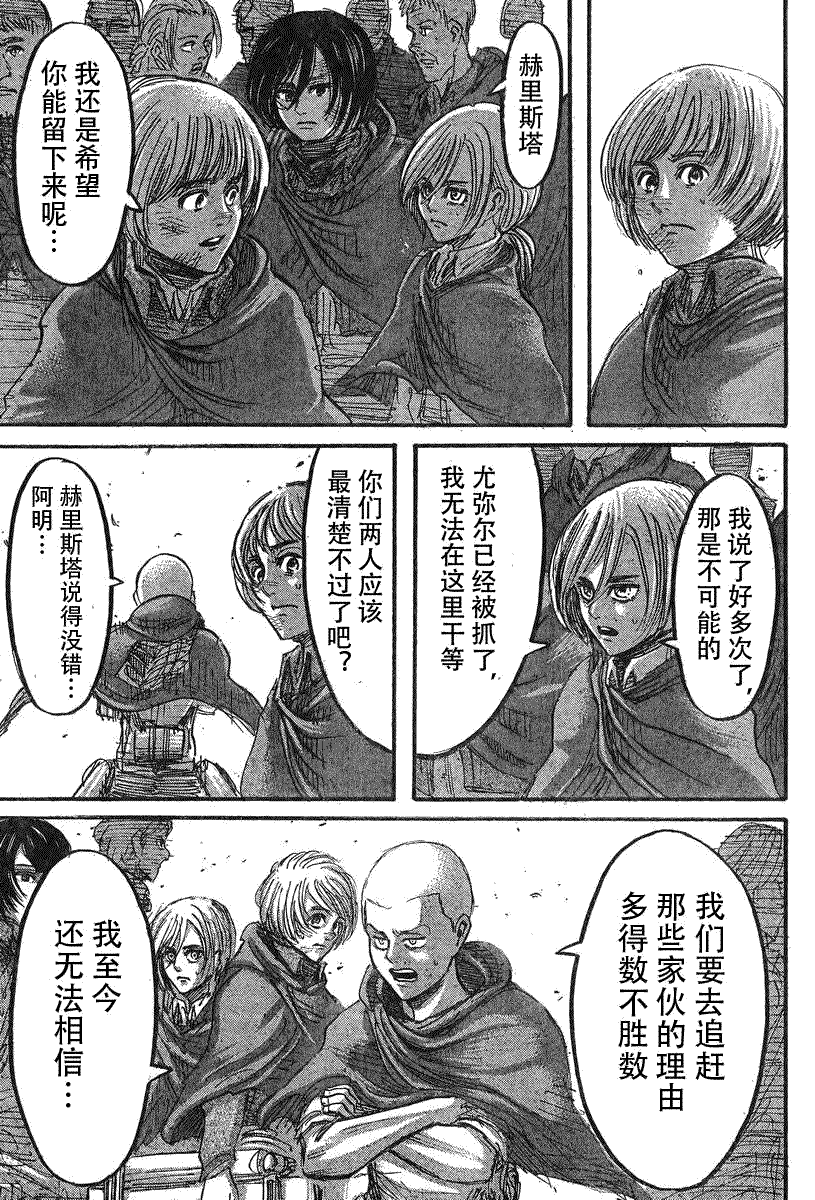 赫里斯塔
我还是希望
你能留下来呢…
我说了好多次了,
那是不可能的
尤弥尔已经被抓了,
我无法在这里干等
你们两人应该
最清楚不过了吧?
赫里斯塔说得没错…
阿明…
我们要去追赶
那些家伙的理由
多得数不胜数
我至今
还无法相信…